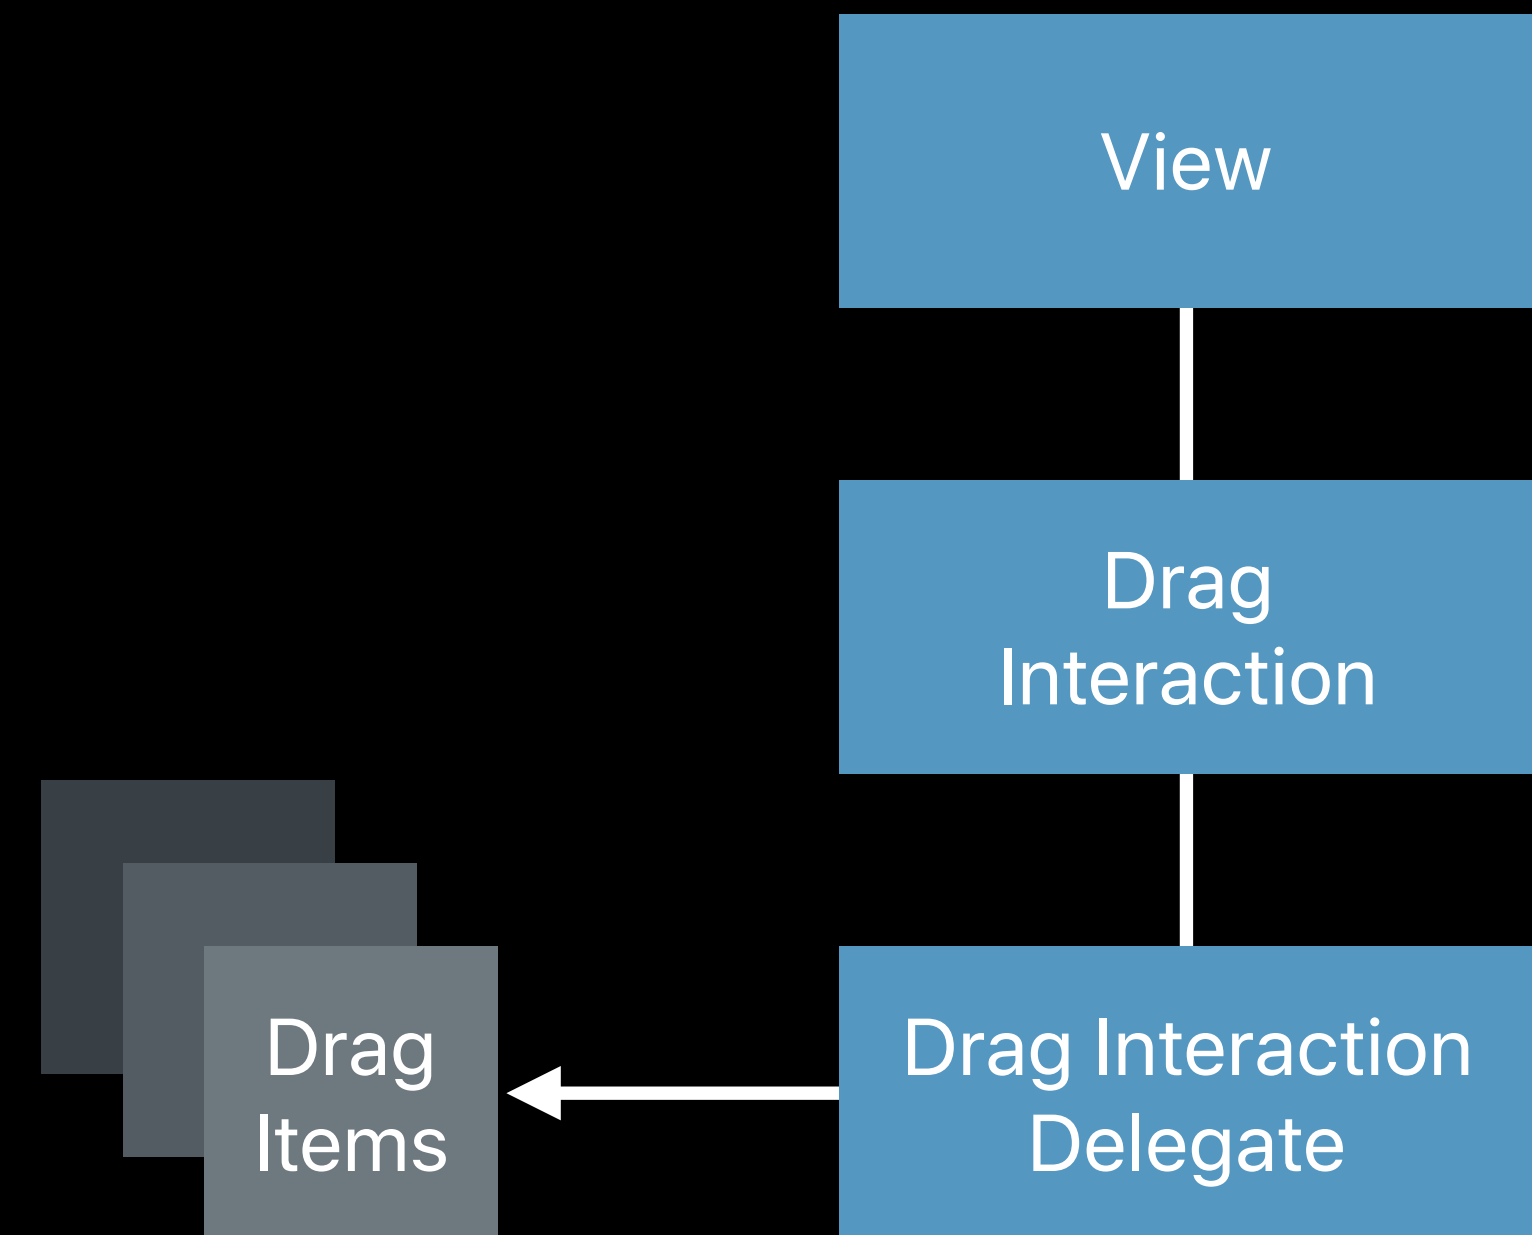 View
Drag
Interaction
Drag
Items
Drag Interaction
Delegate